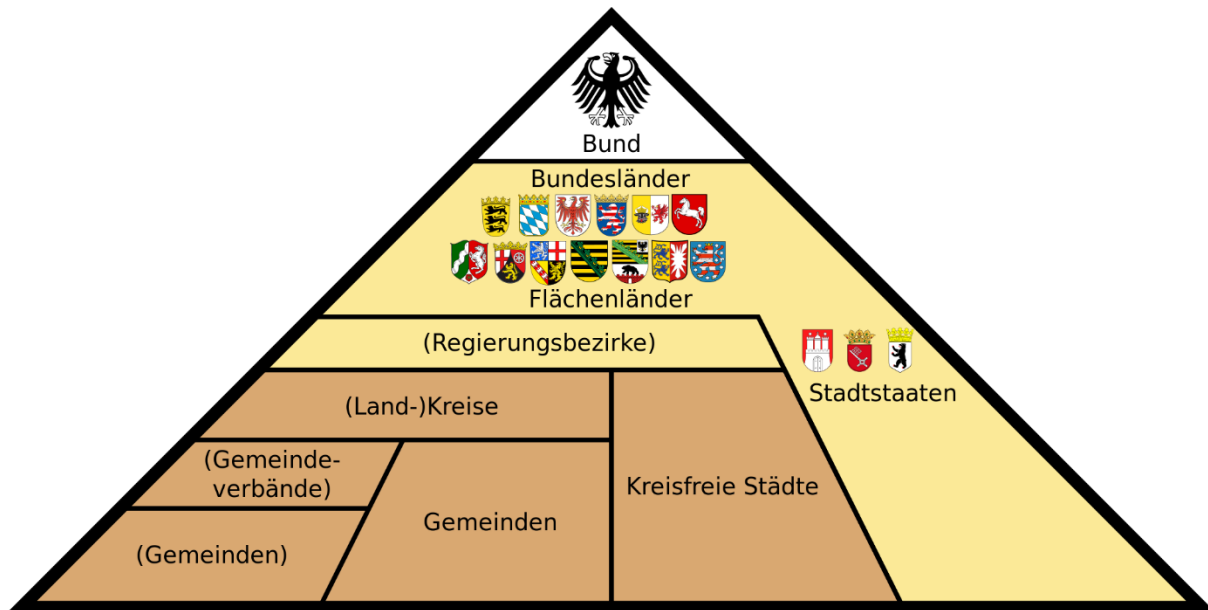 Bund
Bundesländer
Flächenländer
(Regierungsbezirke)
Stadtstaaten
(Land-)Kreise
(Gemeinde-
verbände)
Kreisfreie Städte
Gemeinden
(Gemeinden)